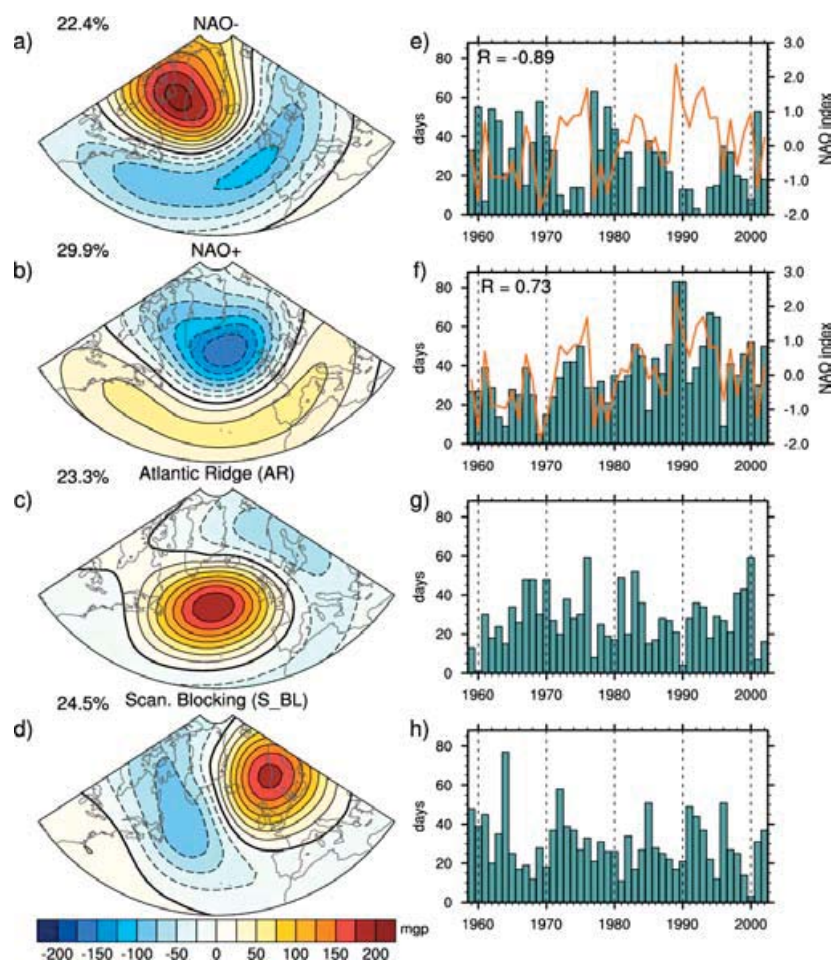 22.4% NAO-
a)
29.9% NAO+
b)
23.3% Atlantic Ridge (AR)
c)
24.5% Scan. Blocking (S_BL)
d)
-200 -150 -100 -50 0 50 100 150 200 mgp
e)
R = -0.89
80
60
40
20
0
days
3.0
2.0
1.0
0.0
-1.0
-2.0
NAO index
1960 1970 1980 1990 2000
f)
R = 0.73
80
60
40
20
0
days
3.0
2.0
1.0
0.0
-1.0
-2.0
NAO index
1960 1970 1980 1990 2000
g)
80
60
40
20
0
days
1960 1970 1980 1990 2000
h)
80
60
40
20
0
days
1960 1970 1980 1990 2000